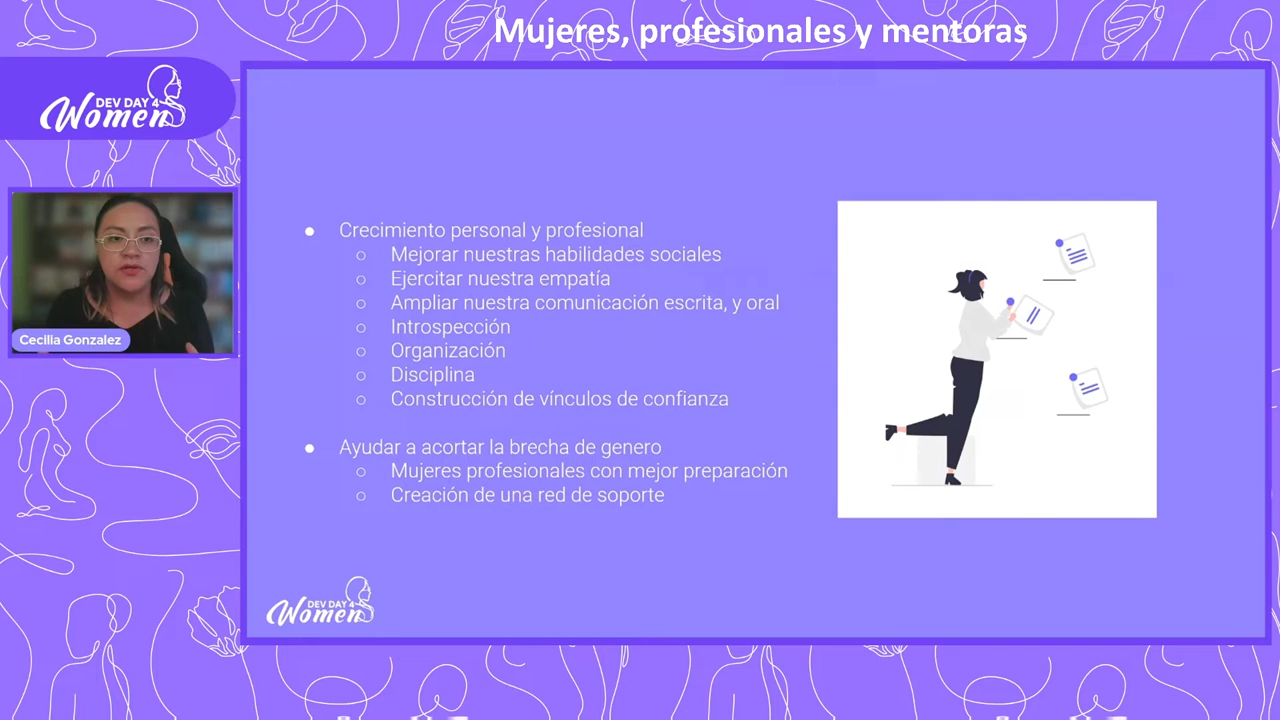 Mujeres, profesionales y mentoras
DEV DAY 4
Women
Cecilia Gonzalez
● Crecimiento personal y profesional
○ Mejorar nuestras habilidades sociales
○ Ejercitar nuestra empatía
○ Ampliar nuestra comunicación escrita, y oral
○ Introspección
○ Organización
○ Disciplina
○ Construcción de vínculos de confianza
● Ayudar a acortar la brecha de genero
○ Mujeres profesionales con mejor preparación
○ Creación de una red de soporte
DEV DAY 4
Women